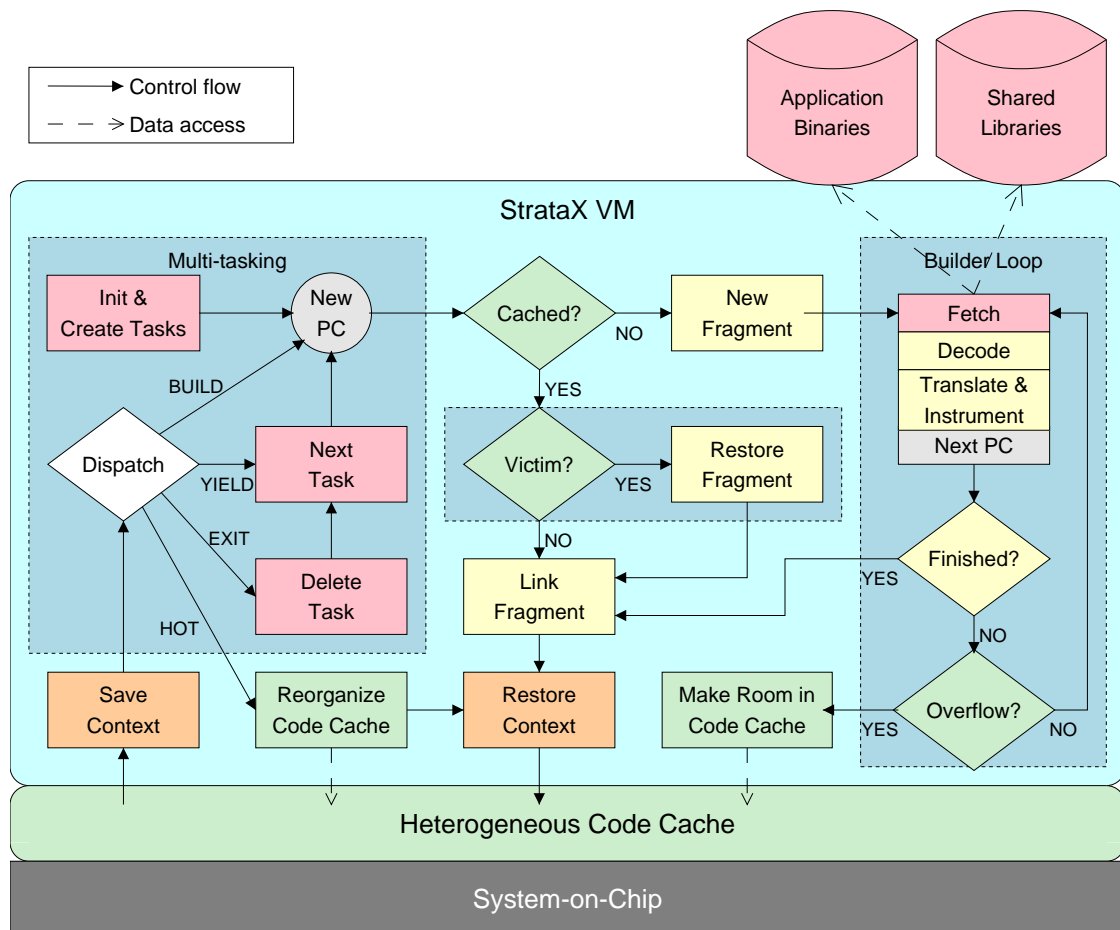 Control flow
Data access
Application
Binaries
Shared
Libraries
StrataX VM
Multi-tasking
Init &
Create Tasks
New
PC
BUILD
Dispatch
YIELD
Next
Task
EXIT
Delete
Task
HOT
Save
Context
Reorganize
Code Cache
Cached?
NO
YES
New
Fragment
Victim?
YES
Restore
Fragment
NO
Link
Fragment
Restore
Context
Builder Loop
Fetch
Decode
Translate &
Instrument
Next PC
Finished?
YES
NO
Overflow?
YES
NO
Make Room in
Code Cache
Heterogeneous Code Cache
System-on-Chip